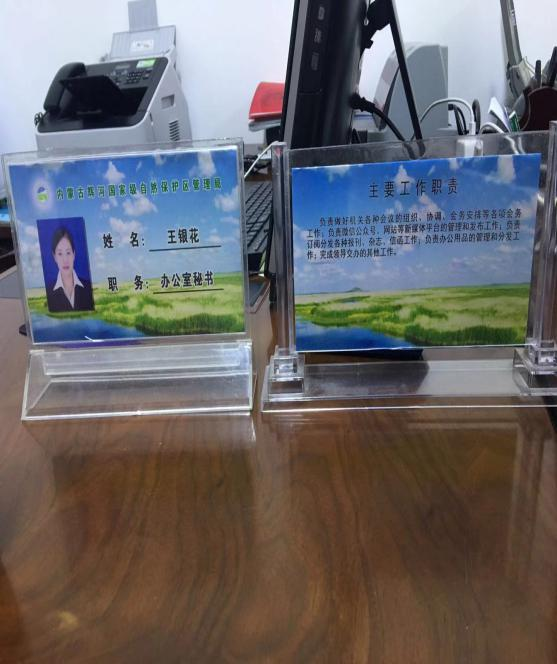 内蒙古辉河国家级自然保护区管理局
姓 名：王银花
职 务：办公室秘书
主要工作职责
负责做好机关各种会议的组织、协调、会务安排等各项会务
工作；负责微信公众号、网站等新媒体平台的管理和发布工作；负责
订阅分发各种报刊、杂志、信函工作；负责办公用品的管理和分发工
作；完成领导交办的其他工作。